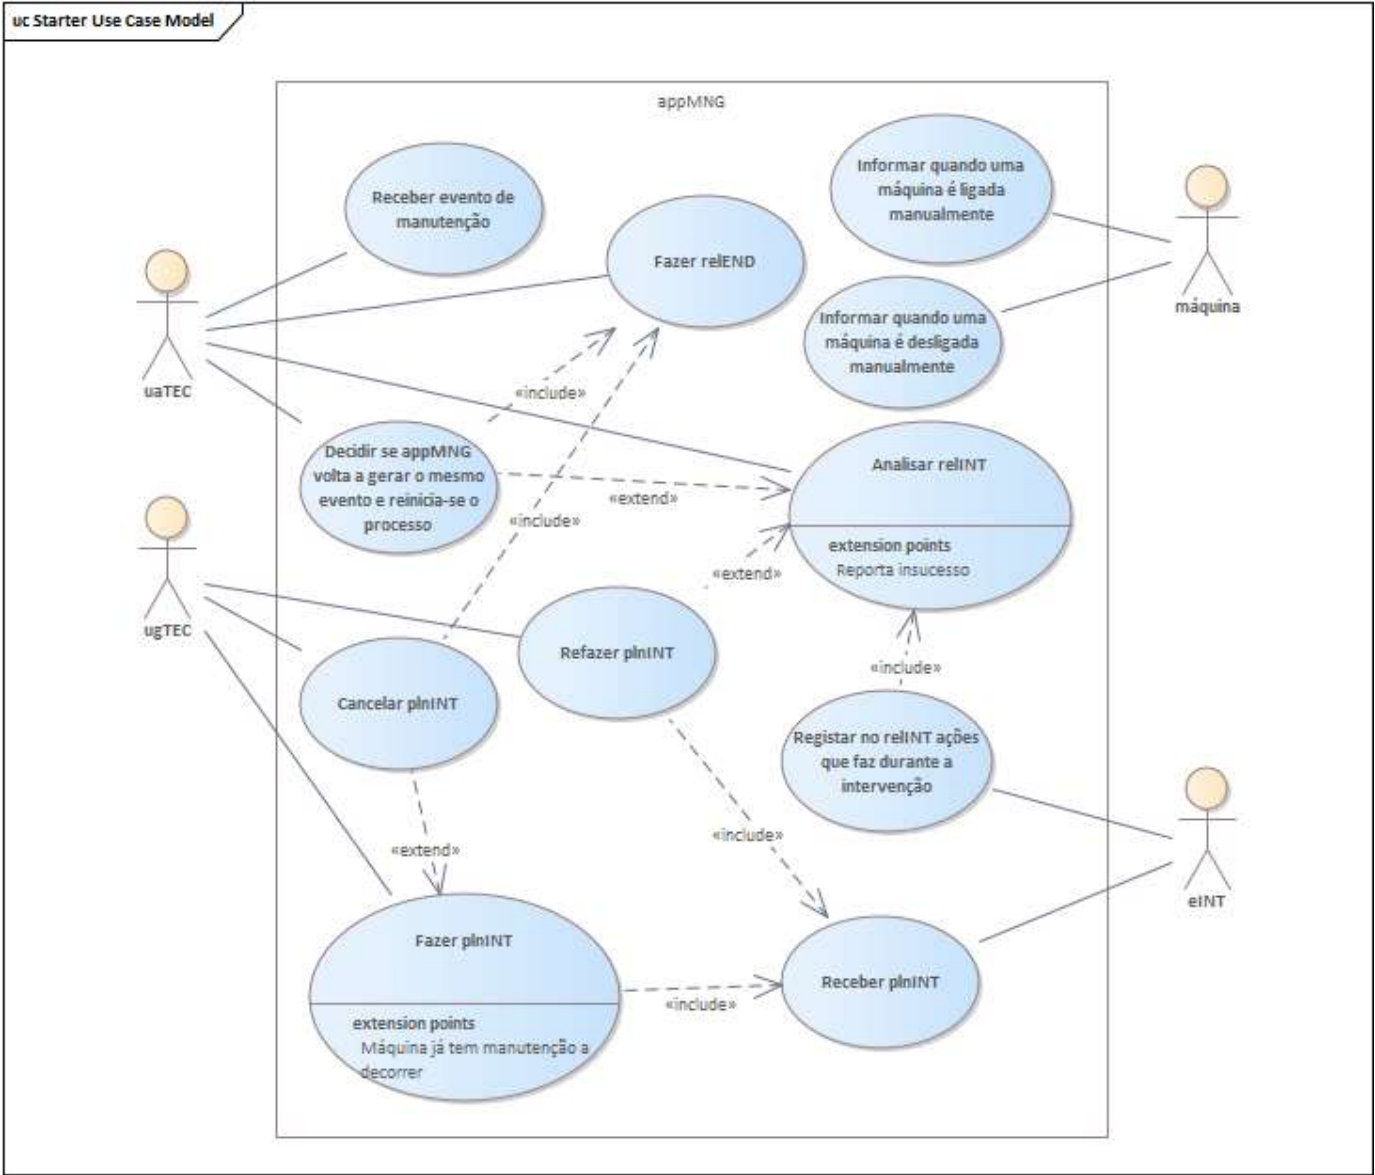 uc Starter Use Case Model
appMNG
Receber evento de
manutenção
Informar quando uma
máquina é ligada
manualmente
Fazer relEND
máquina
Informar quando uma
máquina é desligada
manualmente
uaTEC
«include»
Decidir se appMNG
volta a gerar o mesmo
evento e reinicia-se o
processo
Analisar relINT
«extend»
«include»
extension points
Reporta insucesso
«extend»
ugTEC
Refazer plnINT
«include»
Cancelar plnINT
Registar no relINT ações
que faz durante a
intervenção
«include»
«extend»
eINT
Fazer plnINT
Receber plnINT
«include»
extension points
Máquina já tem manutenção a
decorrer